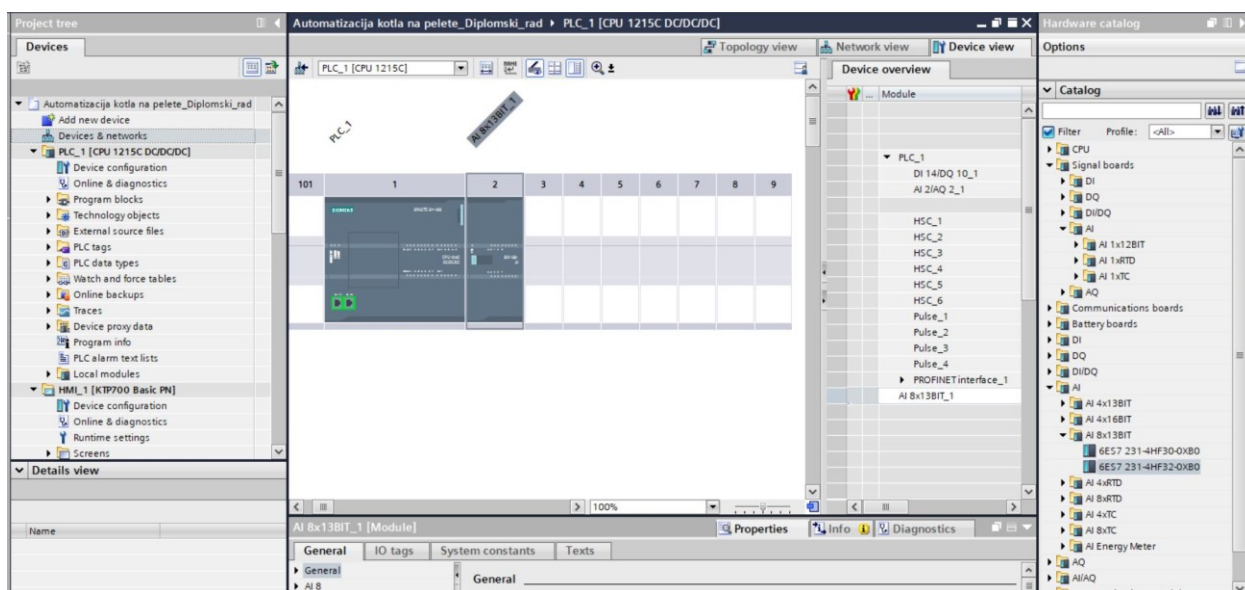 Project tree
Devices
Automatizacija kotla na pelete_Diplomski_rad
Add new device
Devices & networks
PLC_1 [CPU 1215C DC/DC/DC]
Device configuration
Online & diagnostics
Program blocks
Technology objects
External source files
PLC tags
PLC data types
Watch and force tables
Online backups
Traces
Device proxy data
Program info
PLC alarm text lists
Local modules
HMI_1 [KTP700 Basic PN]
Device configuration
Online & diagnostics
Runtime settings
Screens
Details view
Name
Automatizacija kotla na pelete_Diplomski_rad PLC_1 [CPU 1215C DC/DC/DC]
Topology view Network view Device view
PLC_1 [CPU 1215C]
PLC_1
AI 8x13BIT_1
101 1 2 3 4 5 6 7 8 9
SIEMENS
100%
Device overview
... Module
PLC_1
DI 14/DQ 10_1
AI 2/AQ 2_1
HSC_1
HSC_2
HSC_3
HSC_4
HSC_5
HSC_6
Pulse_1
Pulse_2
Pulse_3
Pulse_4
PROFINET interface_1
AI 8x13BIT_1
AI 8x13BIT_1 [Module]
Properties Info Diagnostics
General IO tags System constants Texts
General
AI 8
General
Hardware catalog
Options
Catalog
Filter Profile: <All>
CPU
Signal boards
DI
DQ
DI/DQ
AI
AI 1x12BIT
AI 1xRTD
AI 1xTC
AQ
Communications boards
Battery boards
DI
DQ
DI/DQ
AI
AI 4x13BIT
AI 4x16BIT
AI 8x13BIT
6ES7 231-4HF30-0XB0
6ES7 231-4HF32-0XB0
AI 4xRTD
AI 8xRTD
AI 4xTC
AI 8xTC
AI Energy Meter
AQ
AI/AQ